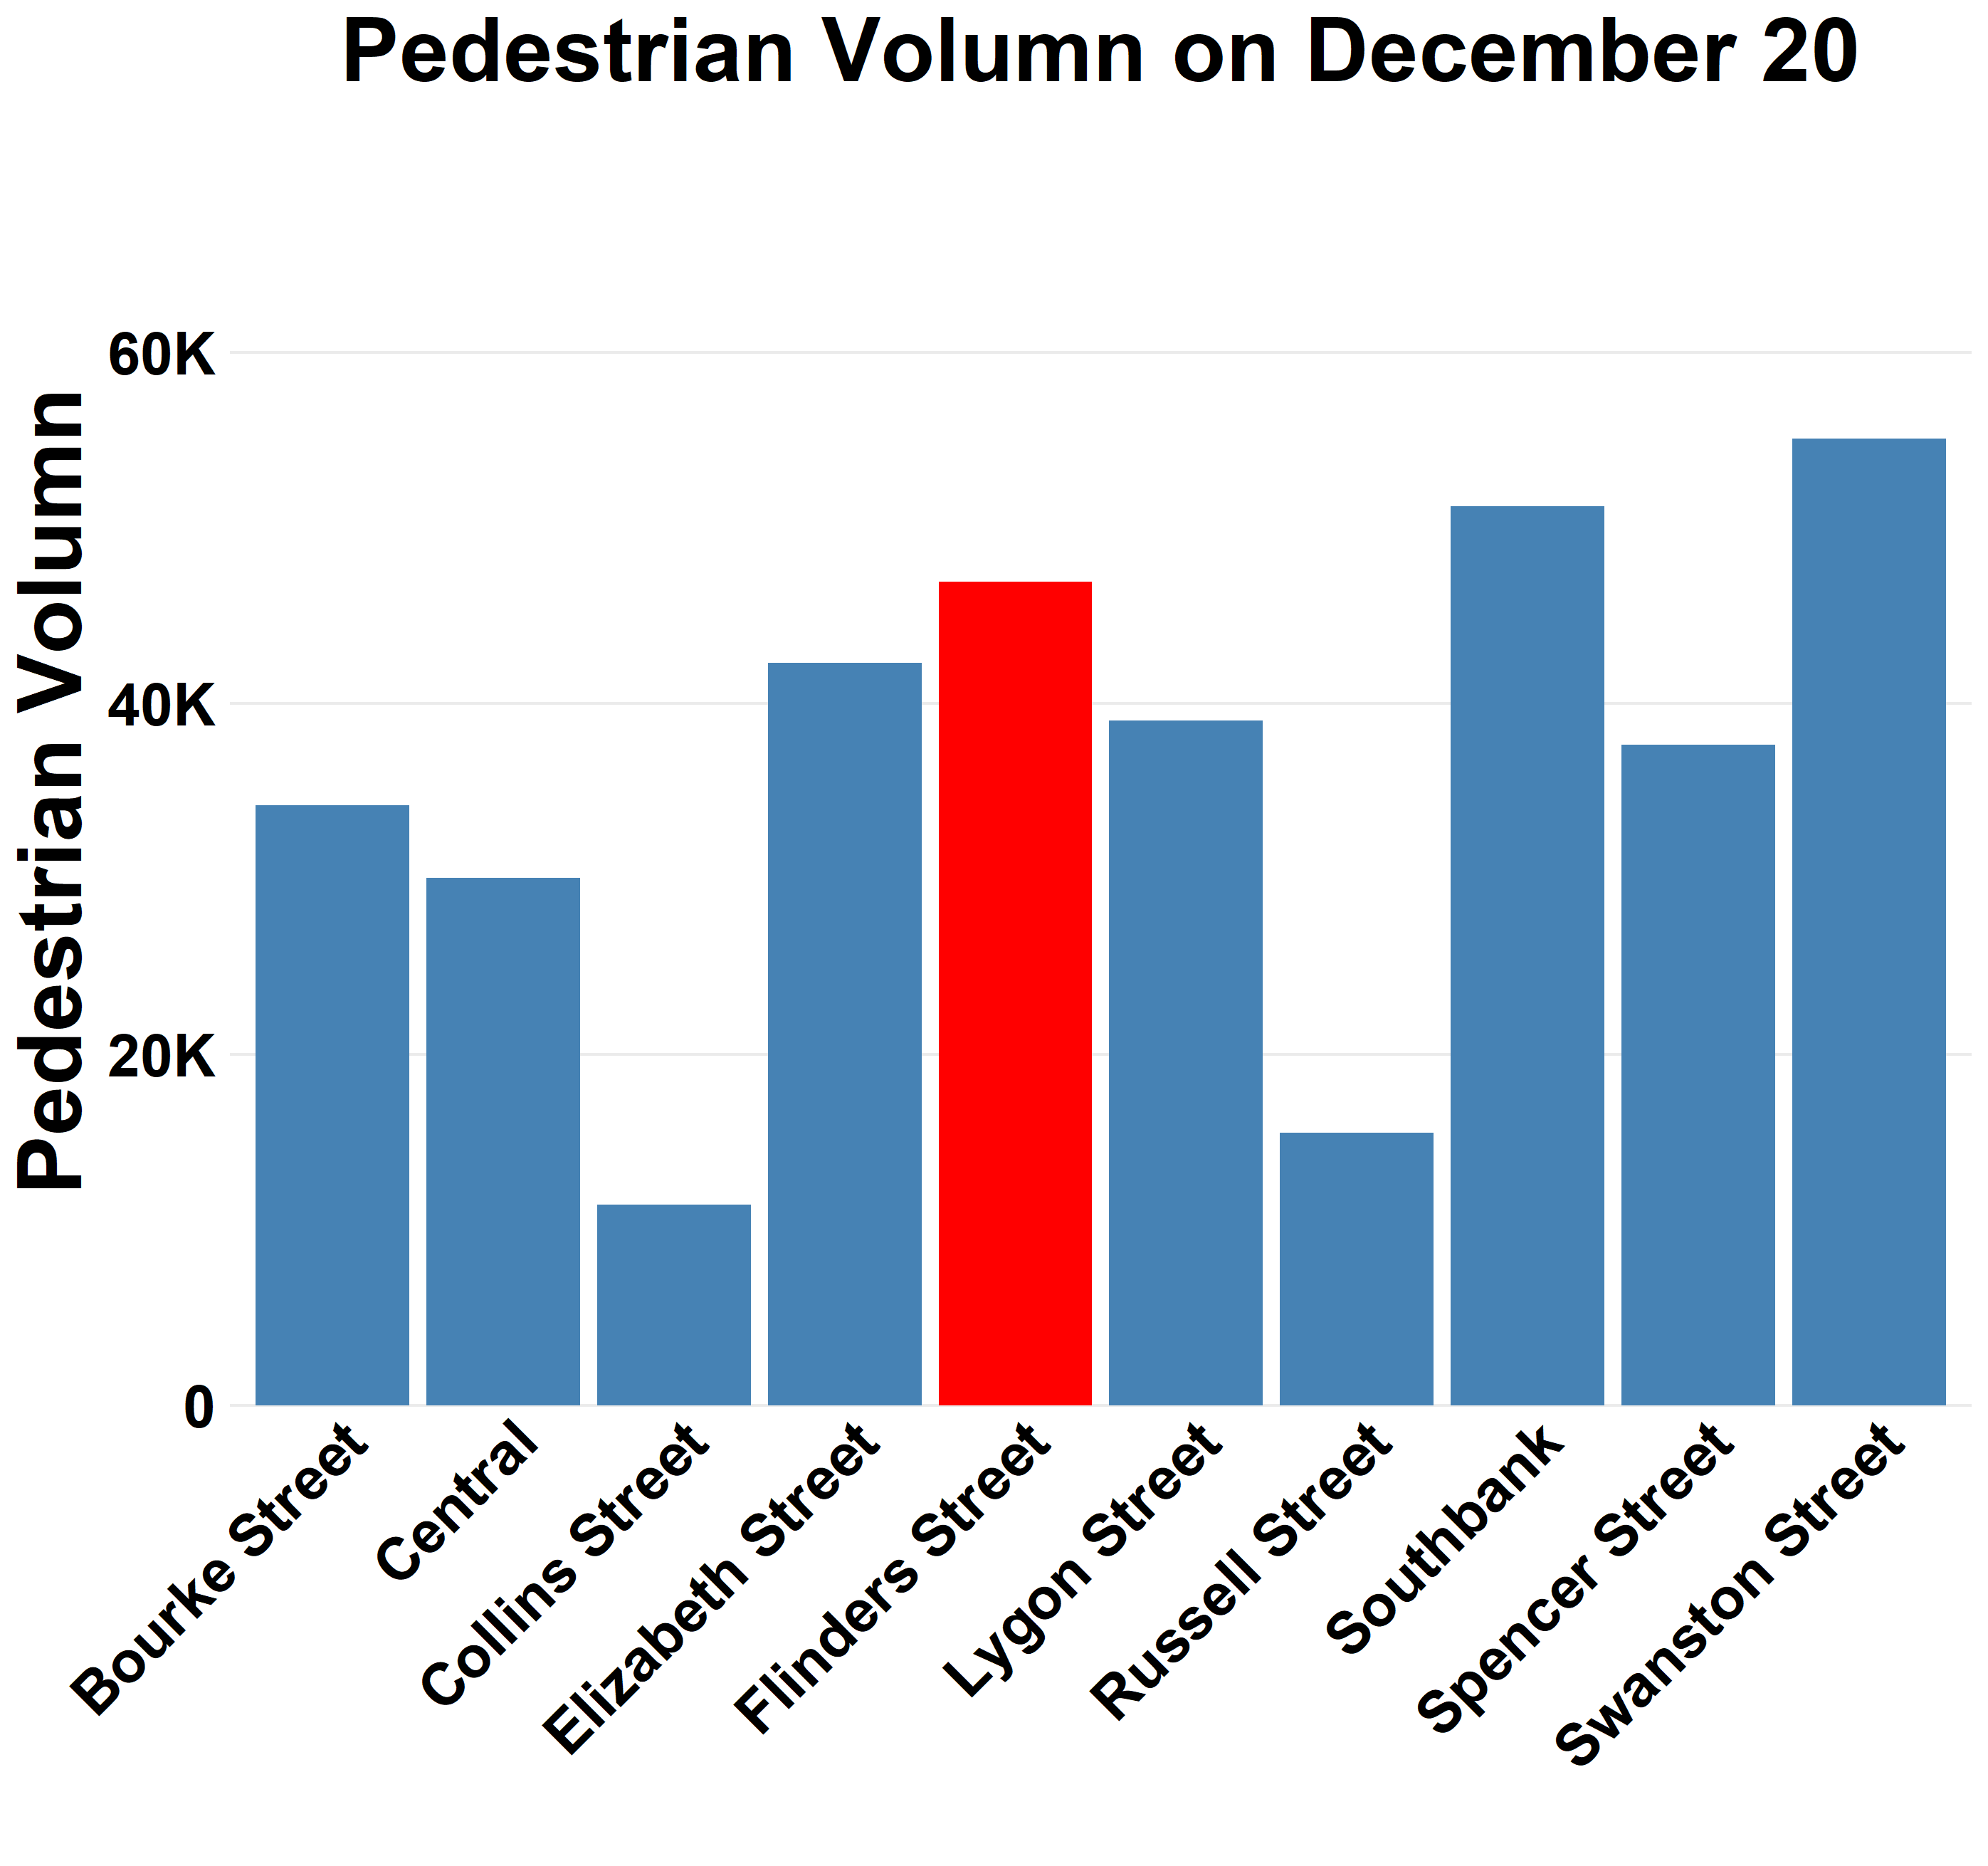 Pedestrian Volumn on December 20
Pedestrian Volumn
60K
40K
20K
0
Bourke Street
Central
Collins Street
Elizabeth Street
Flinders Street
Lygon Street
Russell Street
Southbank
Spencer Street
Swanston Street